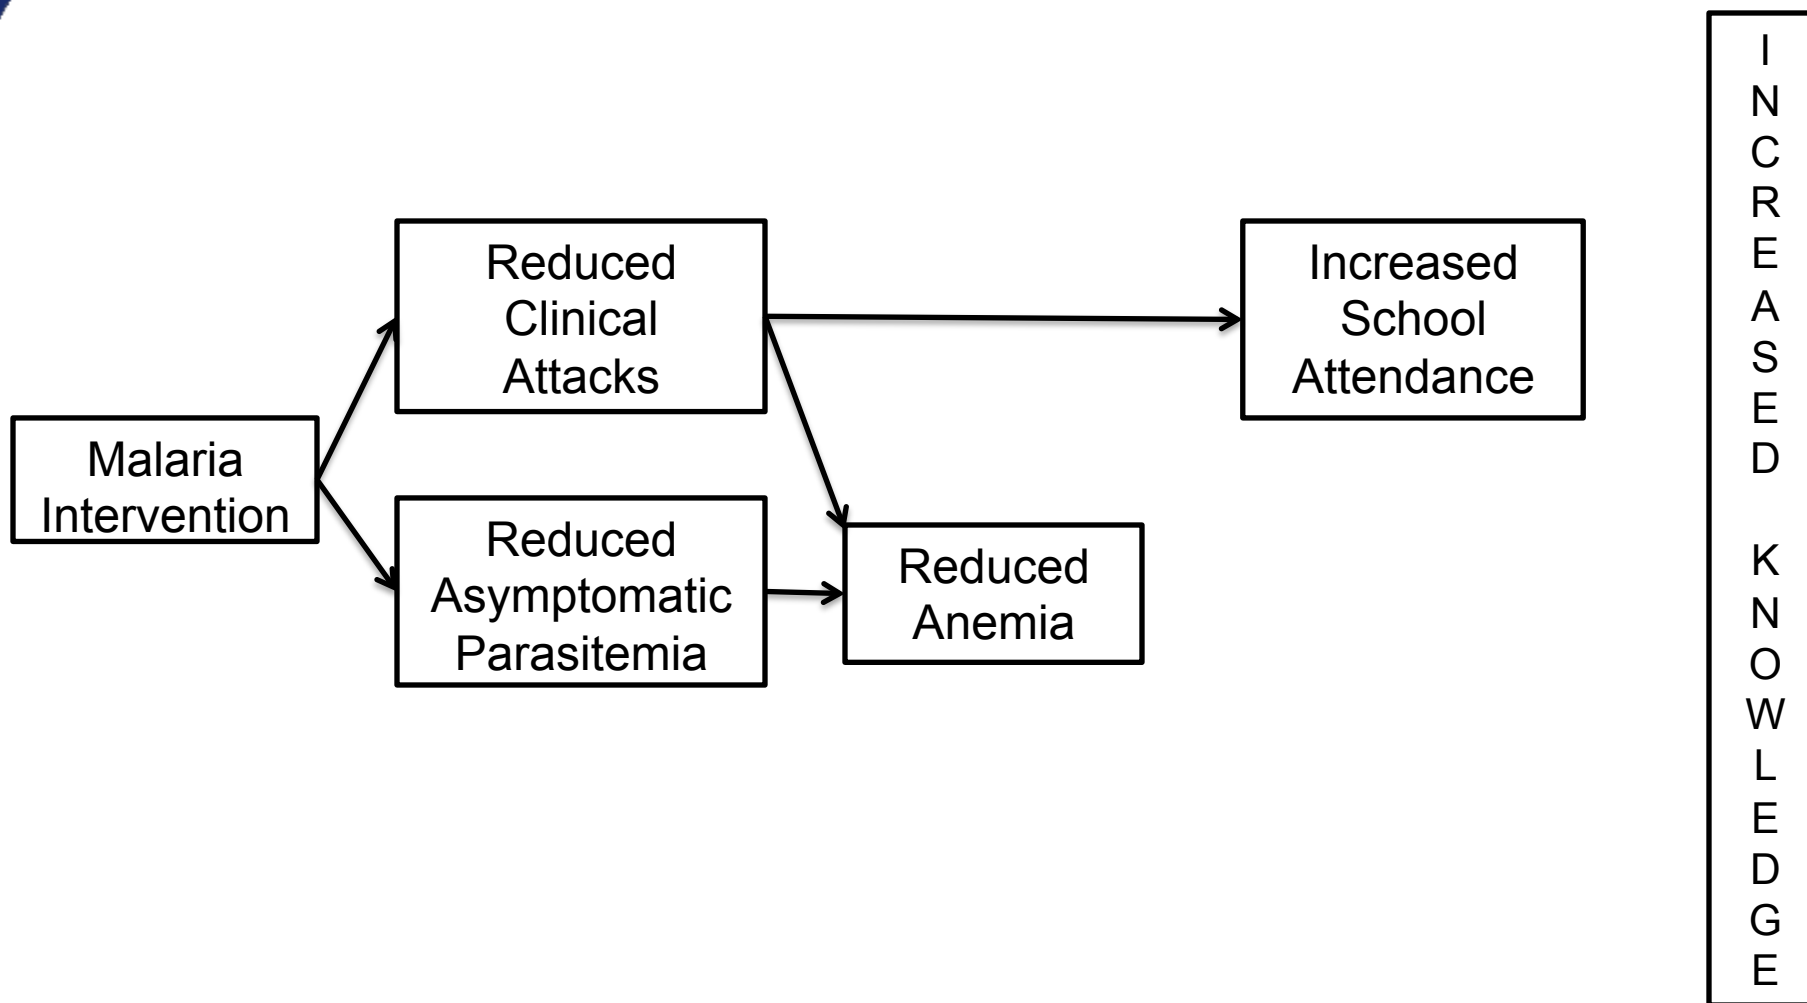 Malaria
Intervention
Reduced
Clinical
Attacks
Reduced
Asymptomatic
Parasitemia
Reduced
Anemia
Increased
School
Attendance
I
N
C
R
E
A
S
E
D
K
N
O
W
L
E
D
G
E